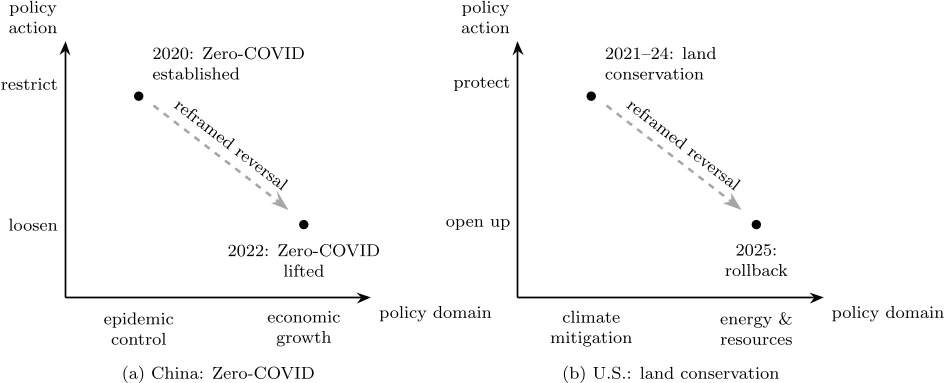 policy
action
restrict
2020: Zero-COVID
established
reframed reversal
loosen
2022: Zero-COVID
lifted
policy domain
epidemic
control
economic
growth
(a) China: Zero-COVID
policy
action
protect
2021–24: land
conservation
reframed reversal
open up
2025:
rollback
policy domain
climate
mitigation
energy &
resources
(b) U.S.: land conservation